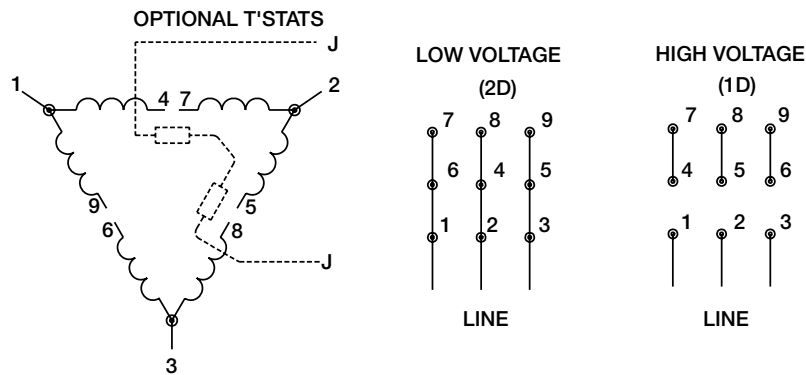 OPTIONAL T'STATS
J
1
4 7
2
9
5
6
8
J
3
LOW VOLTAGE
(2D)
7 8 9
6 4 5
1 2 3
LINE
HIGH VOLTAGE
(1D)
7 8 9
4 5 6
1 2 3
LINE